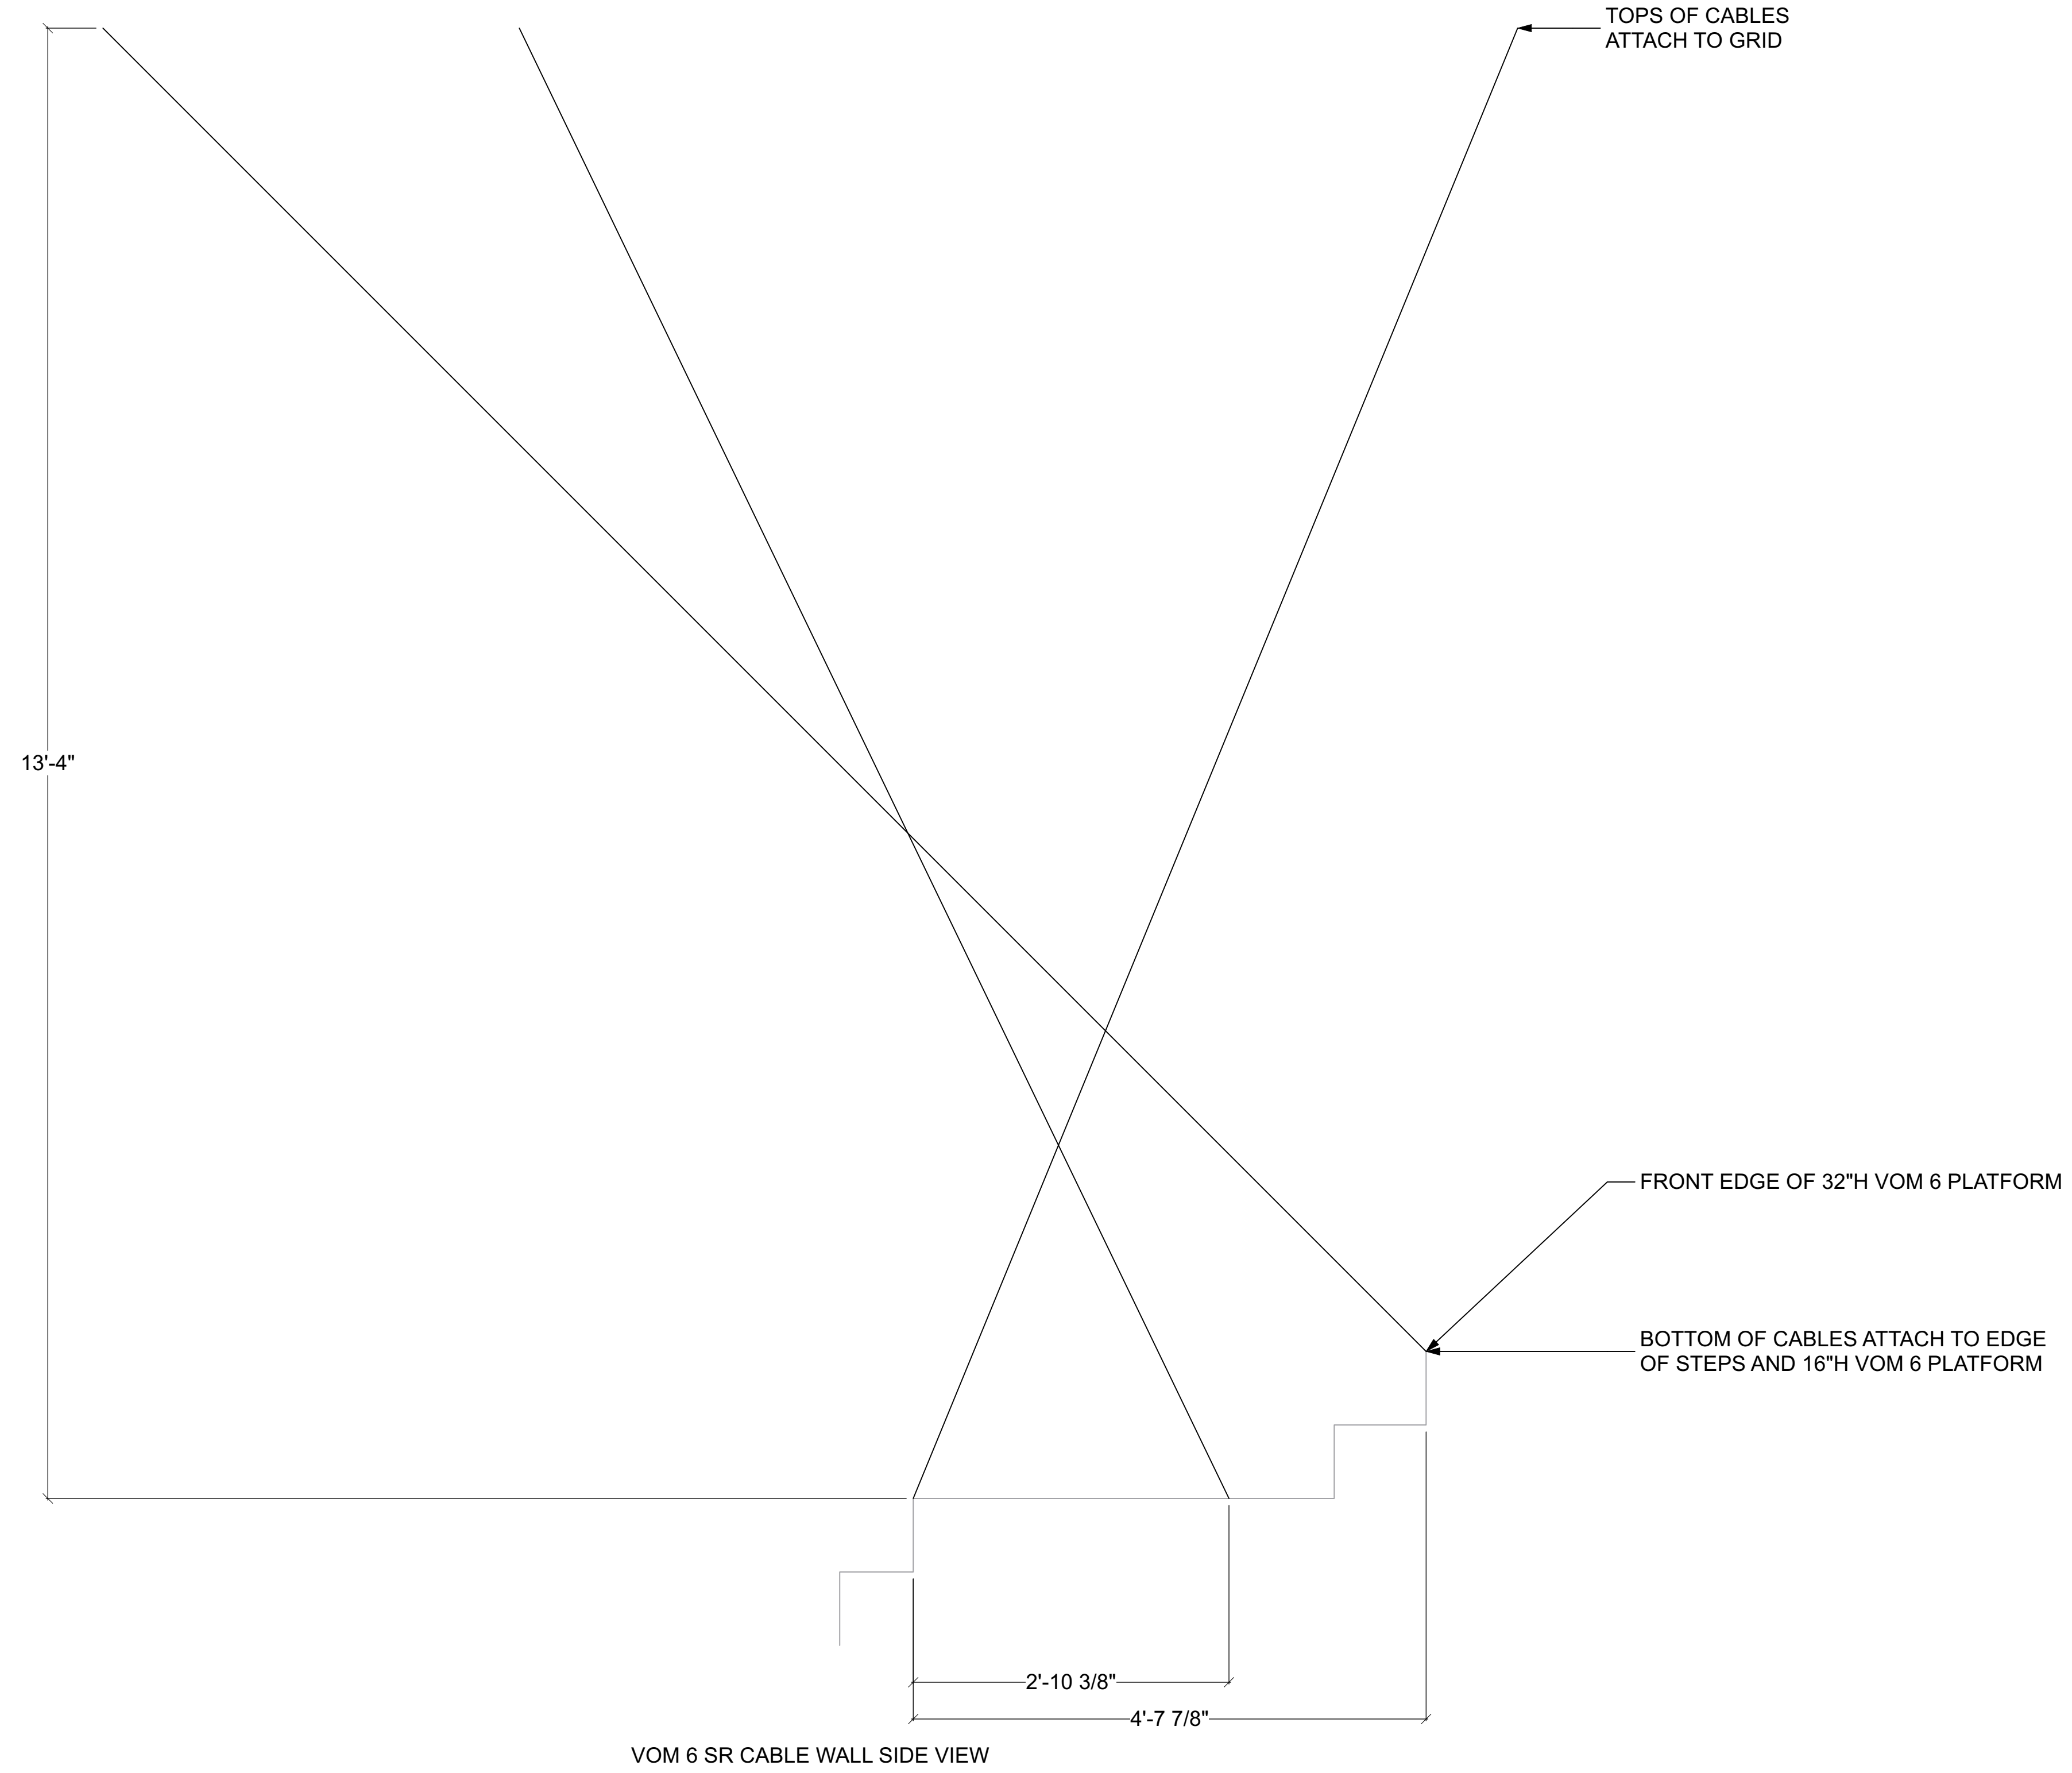 TOPS OF CABLES
ATTACH TO GRID
13'-4"
FRONT EDGE OF 32"H VOM 6 PLATFORM
BOTTOM OF CABLES ATTACH TO EDGE
OF STEPS AND 16"H VOM 6 PLATFORM
2'-10 3/8"
4'-7 7/8"
VOM 6 SR CABLE WALL SIDE VIEW